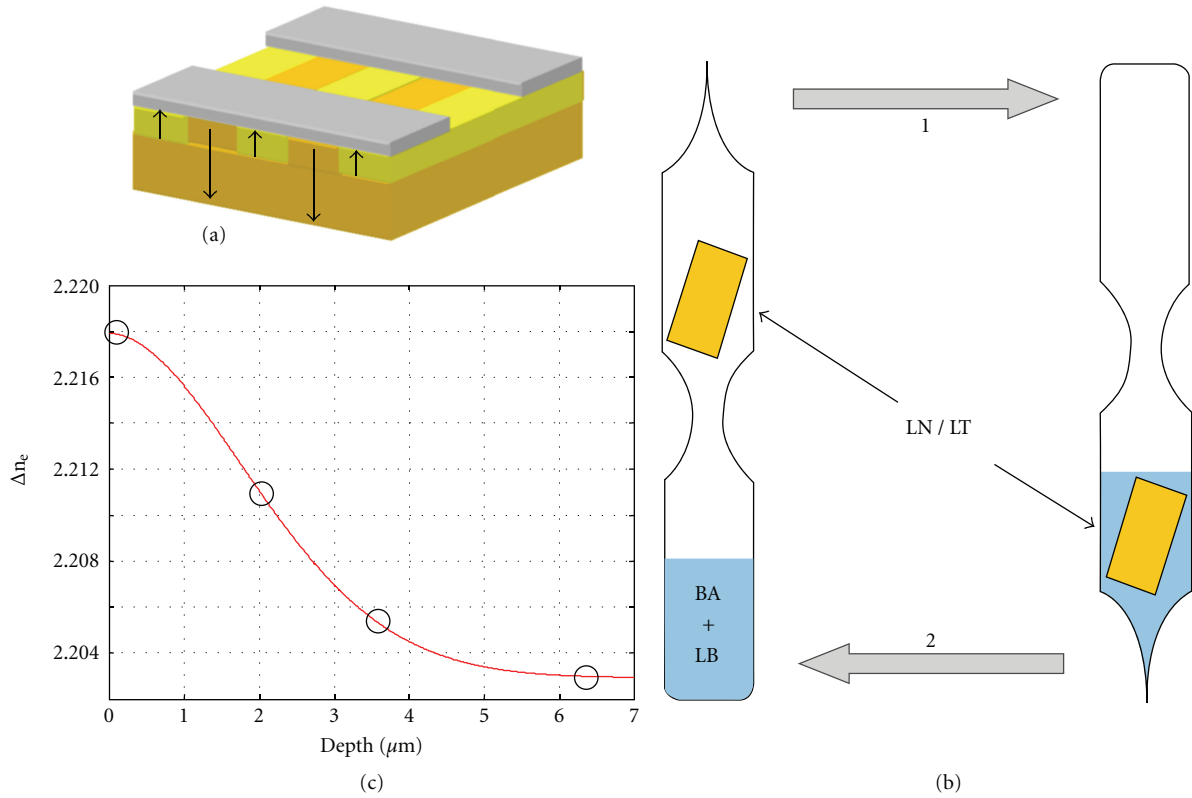 (a)
1
LN / LT
BA
+
LB
2
(b)
2.220
2.216
2.212
2.208
2.204
Δnₑ
0 1 2 3 4 5 6 7
Depth (μm)
(c)